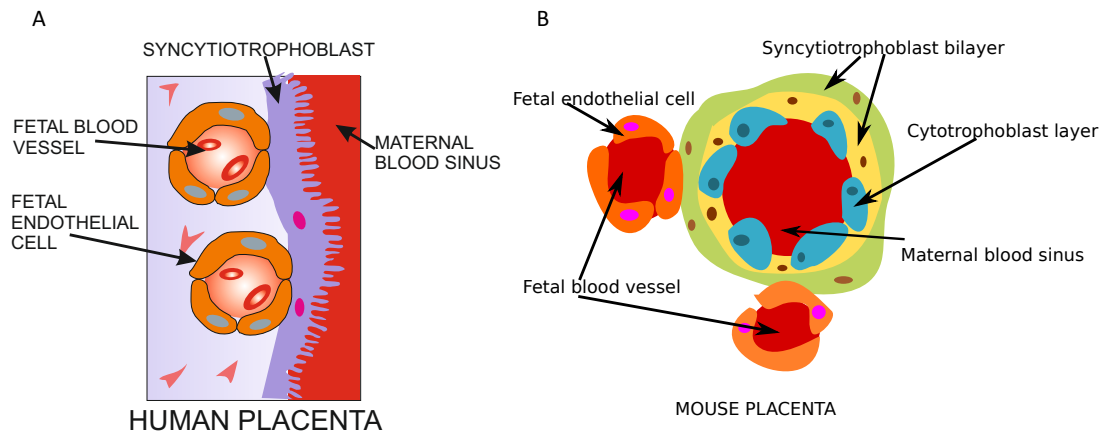 A
SYNCYTIOTROPHOBLAST
FETAL BLOOD
VESSEL
MATERNAL
BLOOD SINUS
FETAL
ENDOTHELIAL
CELL
HUMAN PLACENTA
B
Syncytiotrophoblast bilayer
Fetal endothelial cell
Cytotrophoblast layer
Maternal blood sinus
Fetal blood vessel
MOUSE PLACENTA